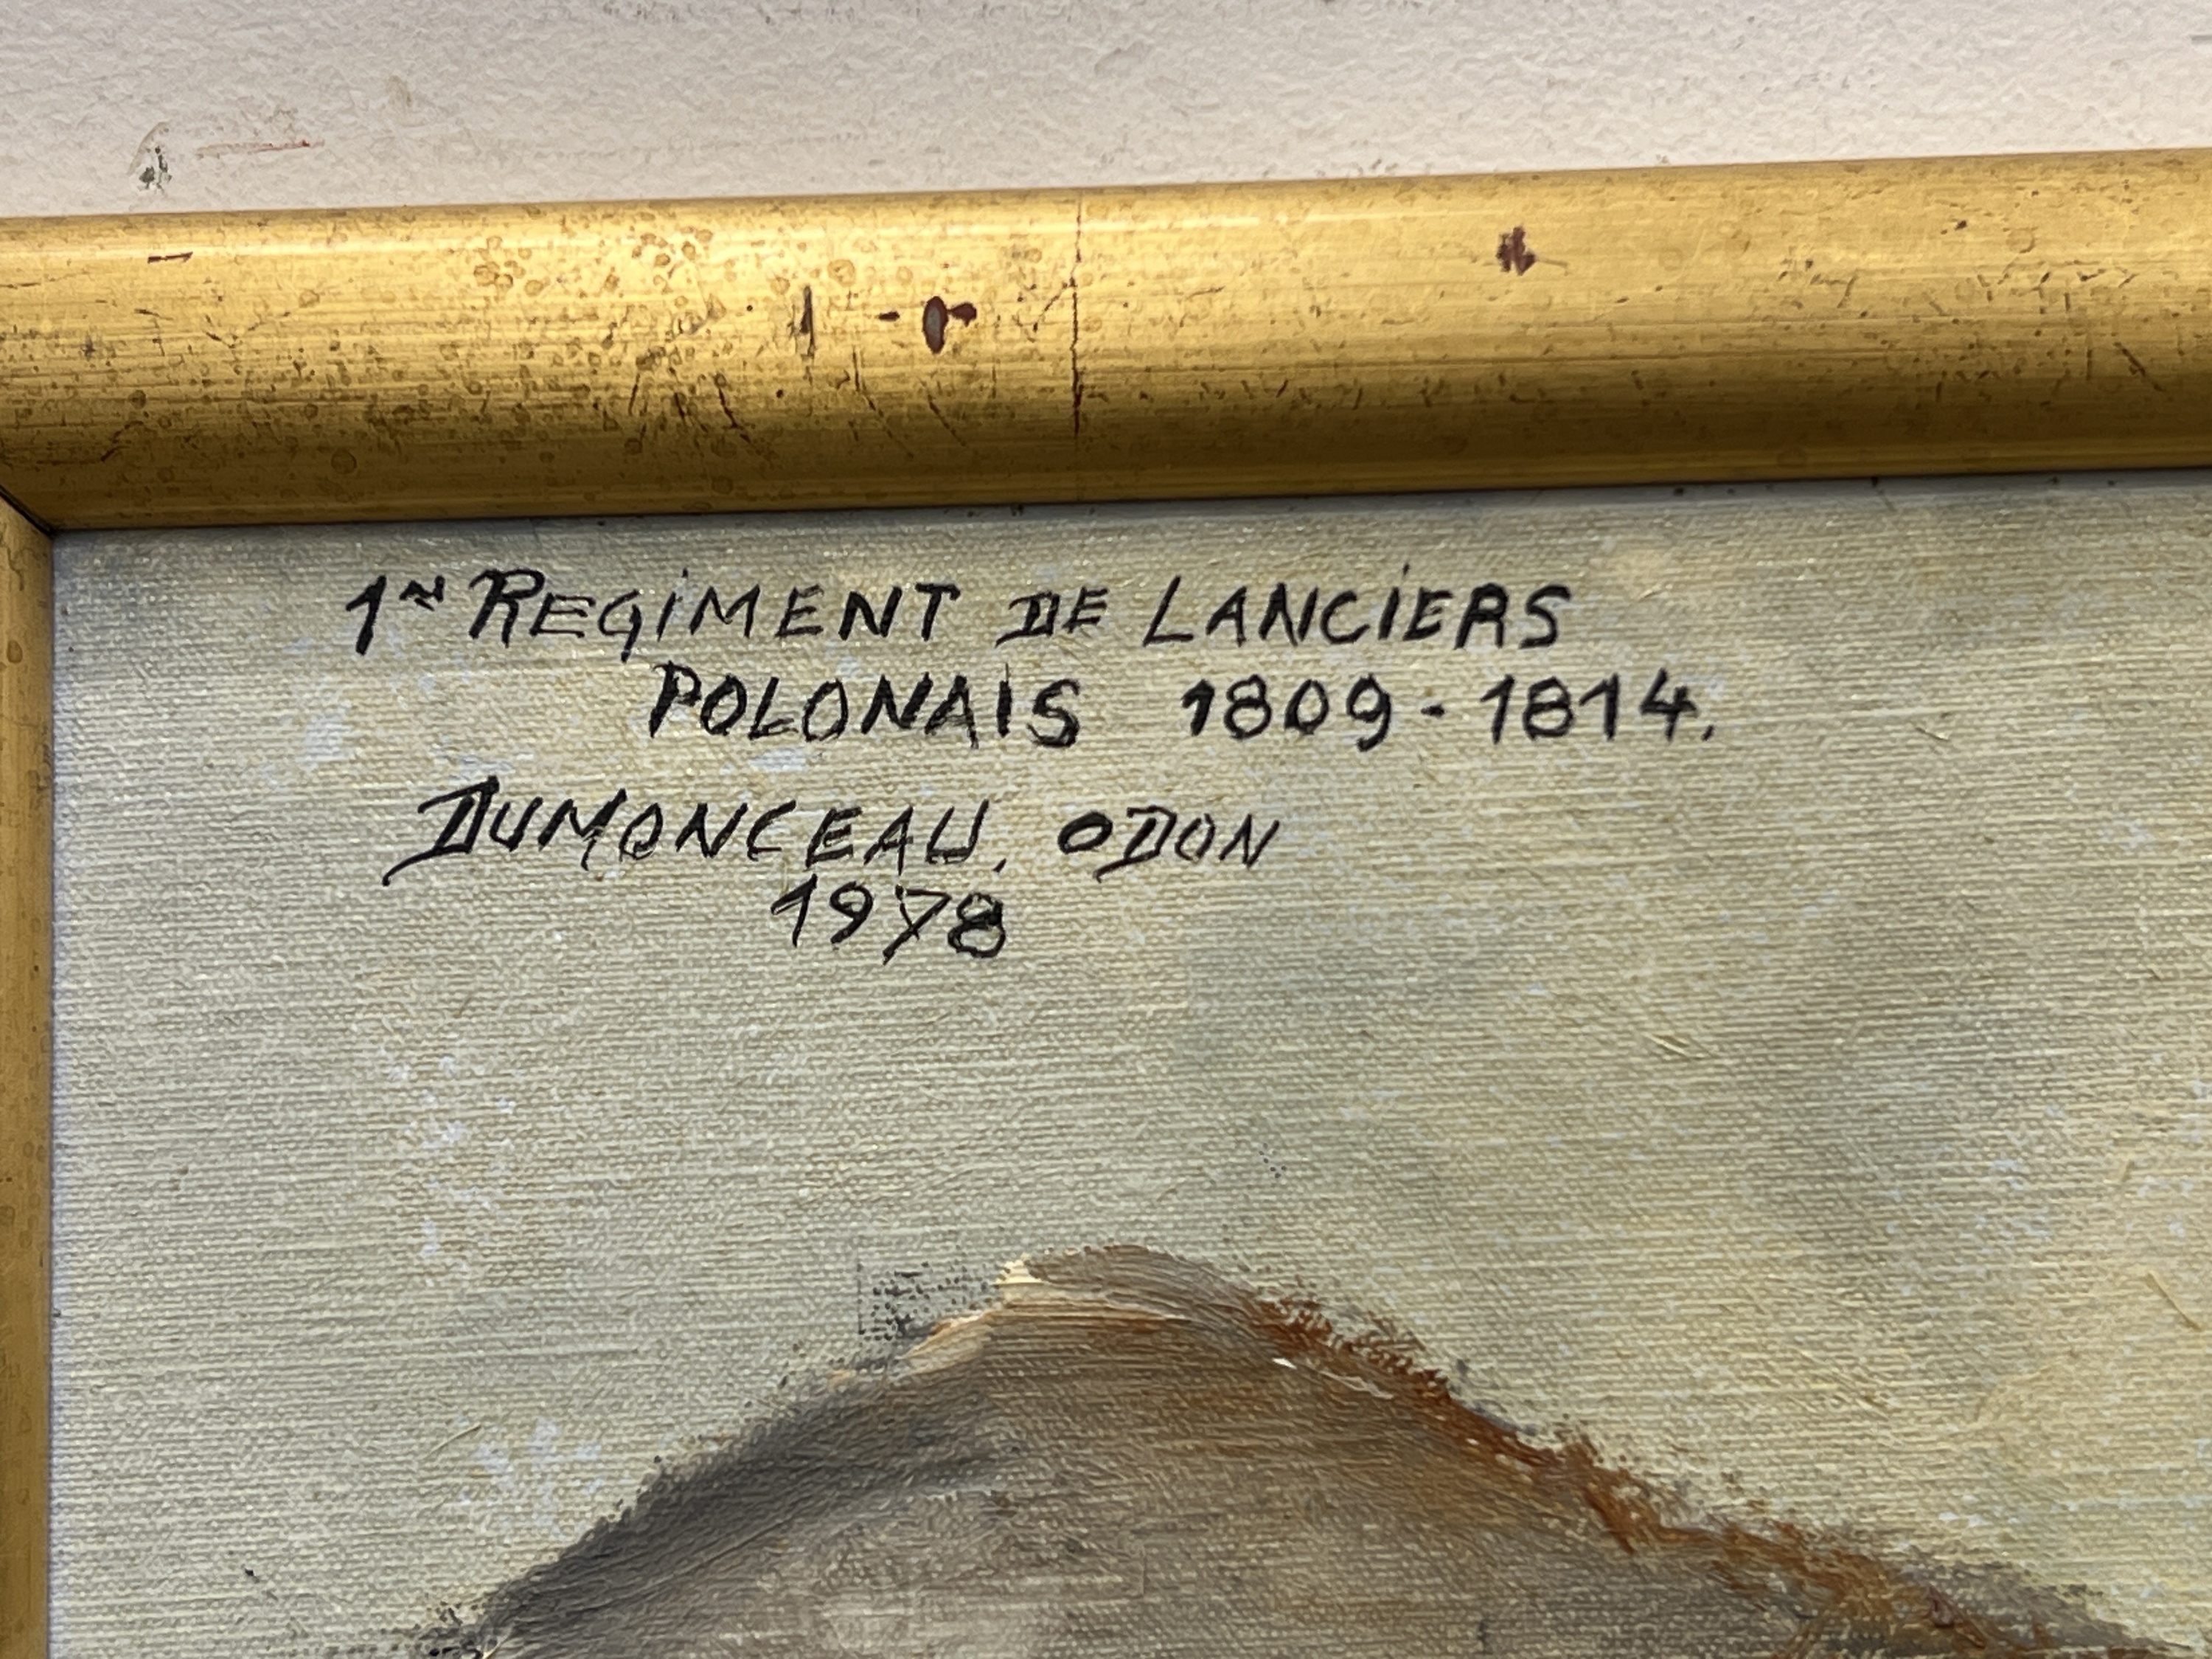 1er REGiMENT DE LANCiERS
POLONAiS 1809-1814.
DUMONCEAU, ODON
1978